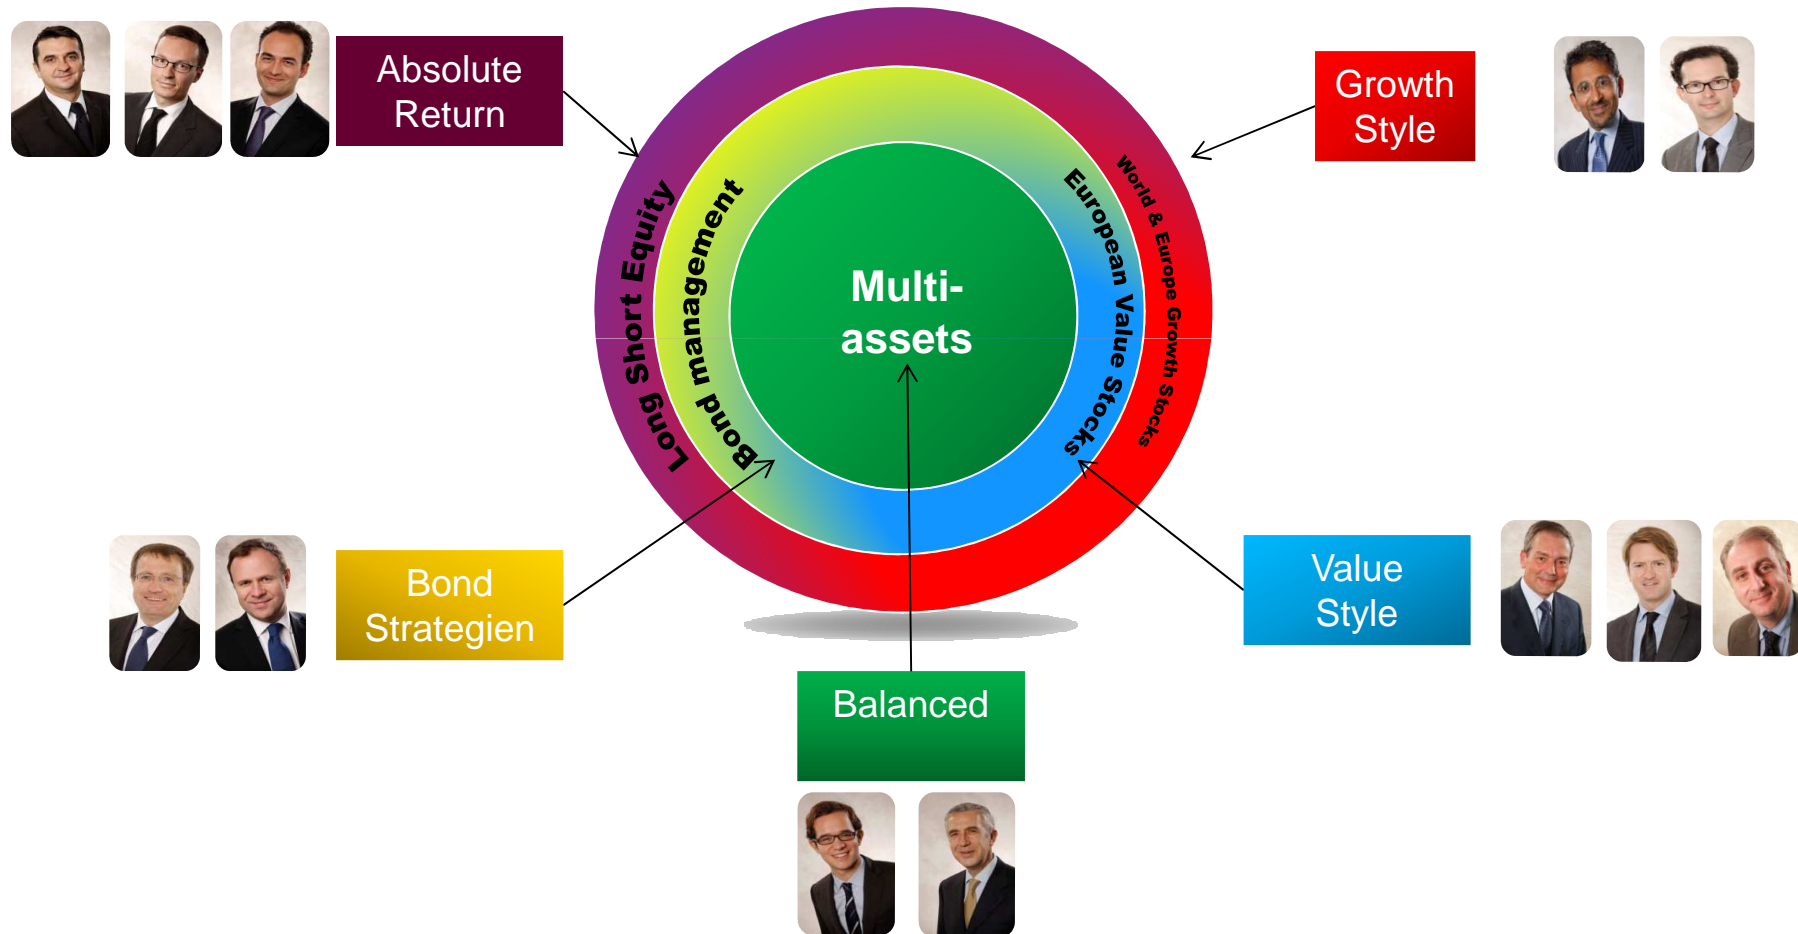 Absolute
Return
Growth
Style
Long Short Equity
Bond management
Multi-
assets
European Value Stocks
World & Europe Growth Stocks
Bond
Strategien
Value
Style
Balanced